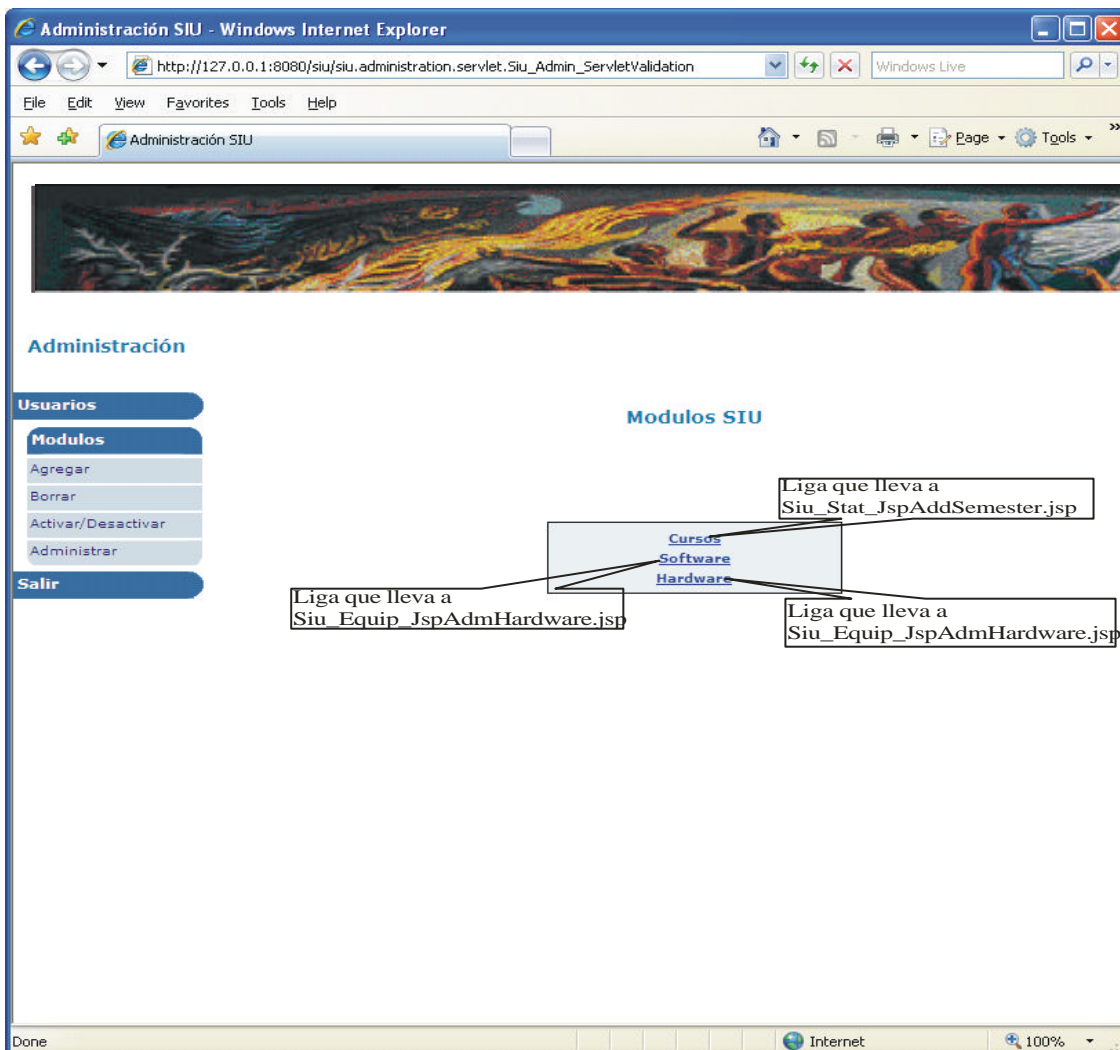 Administración SIU - Windows Internet Explorer
http://127.0.0.1:8080/siu/siu.administration.servlet.Siu_Admin_ServletValidation
Windows Live
File Edit View Favorites Tools Help
Administración SIU
Page Tools »
Administración
Usuarios
Modulos
Agregar
Borrar
Activar/Desactivar
Administrar
Salir
Modulos SIU
Liga que lleva a
Siu_Stat_JspAddSemester.jsp
Cursos
Software
Hardware
Liga que lleva a
Siu_Equip_JspAdmHardware.jsp
Liga que lleva a
Siu_Equip_JspAdmHardware.jsp
Done
Internet
100%